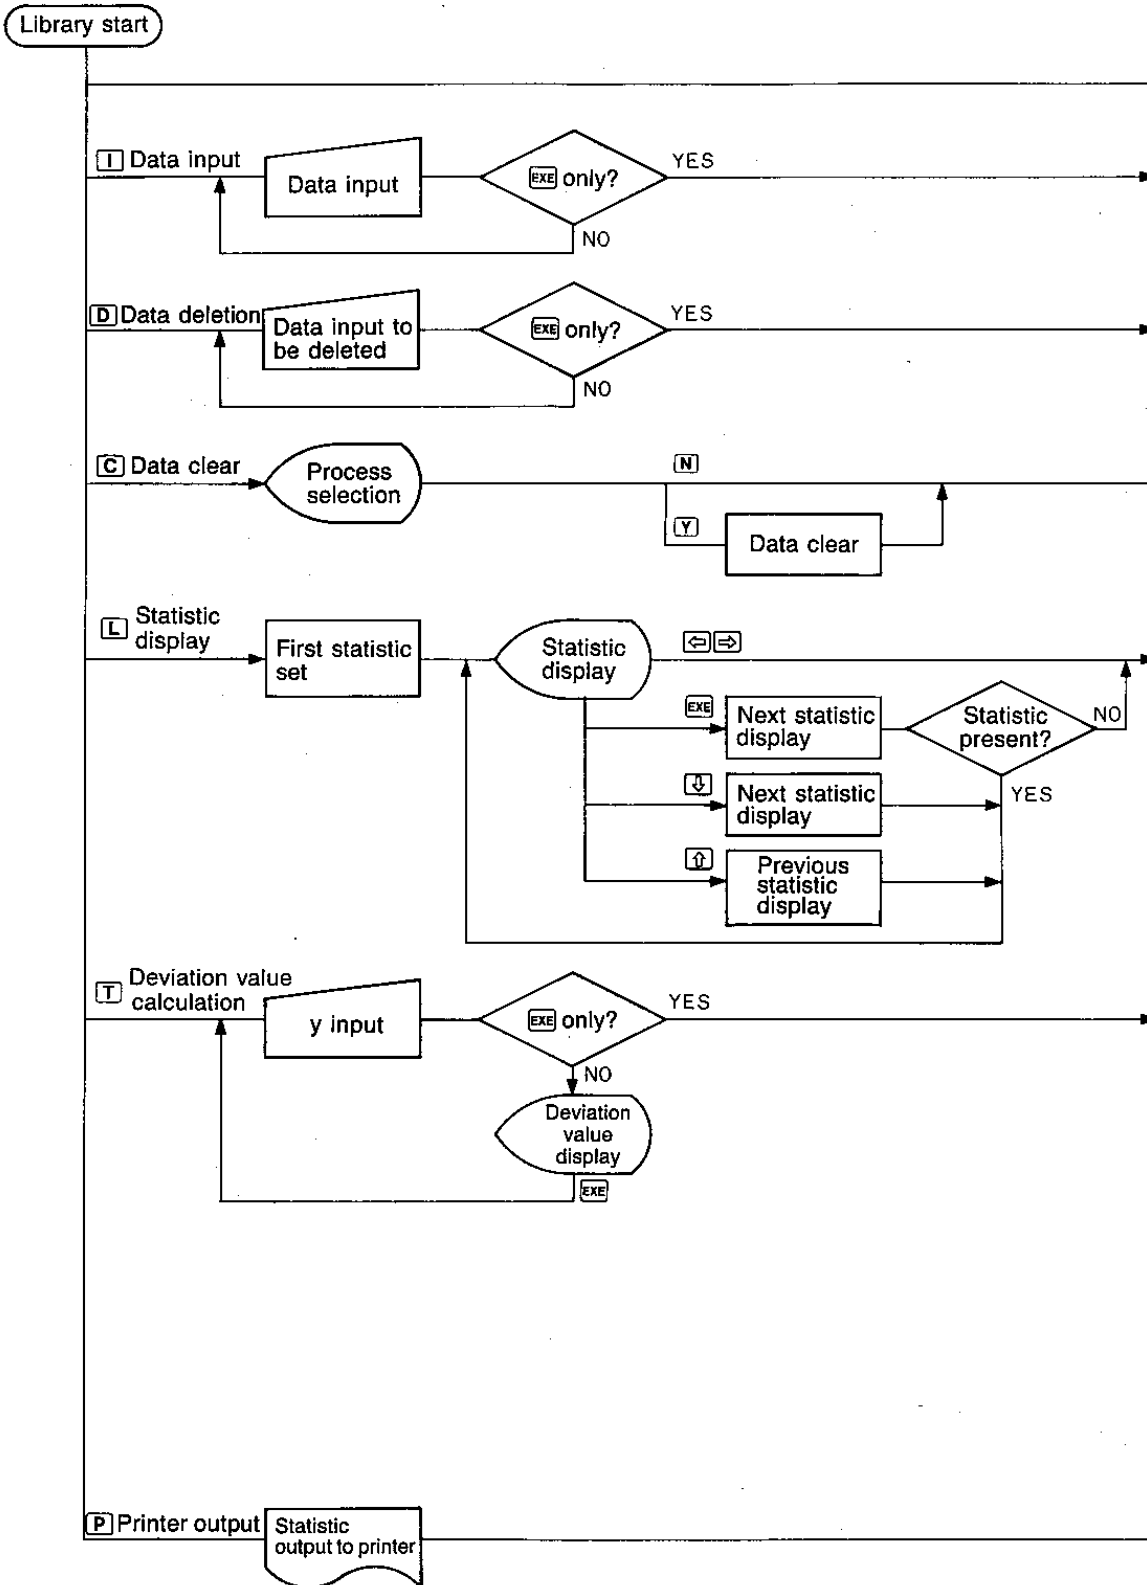 Library start
I Data input
Data input
EXE only?
YES
NO
D Data deletion
Data input to
be deleted
EXE only?
YES
NO
C Data clear
Process
selection
N
Y
Data clear
L Statistic
display
First statistic
set
Statistic
display
⇦ ⇨
EXE
Next statistic
display
Statistic
present?
NO
YES
⇩
Next statistic
display
⇧
Previous
statistic
display
T Deviation value
calculation
y input
EXE only?
YES
NO
Deviation
value
display
EXE
P Printer output
Statistic
output to printer